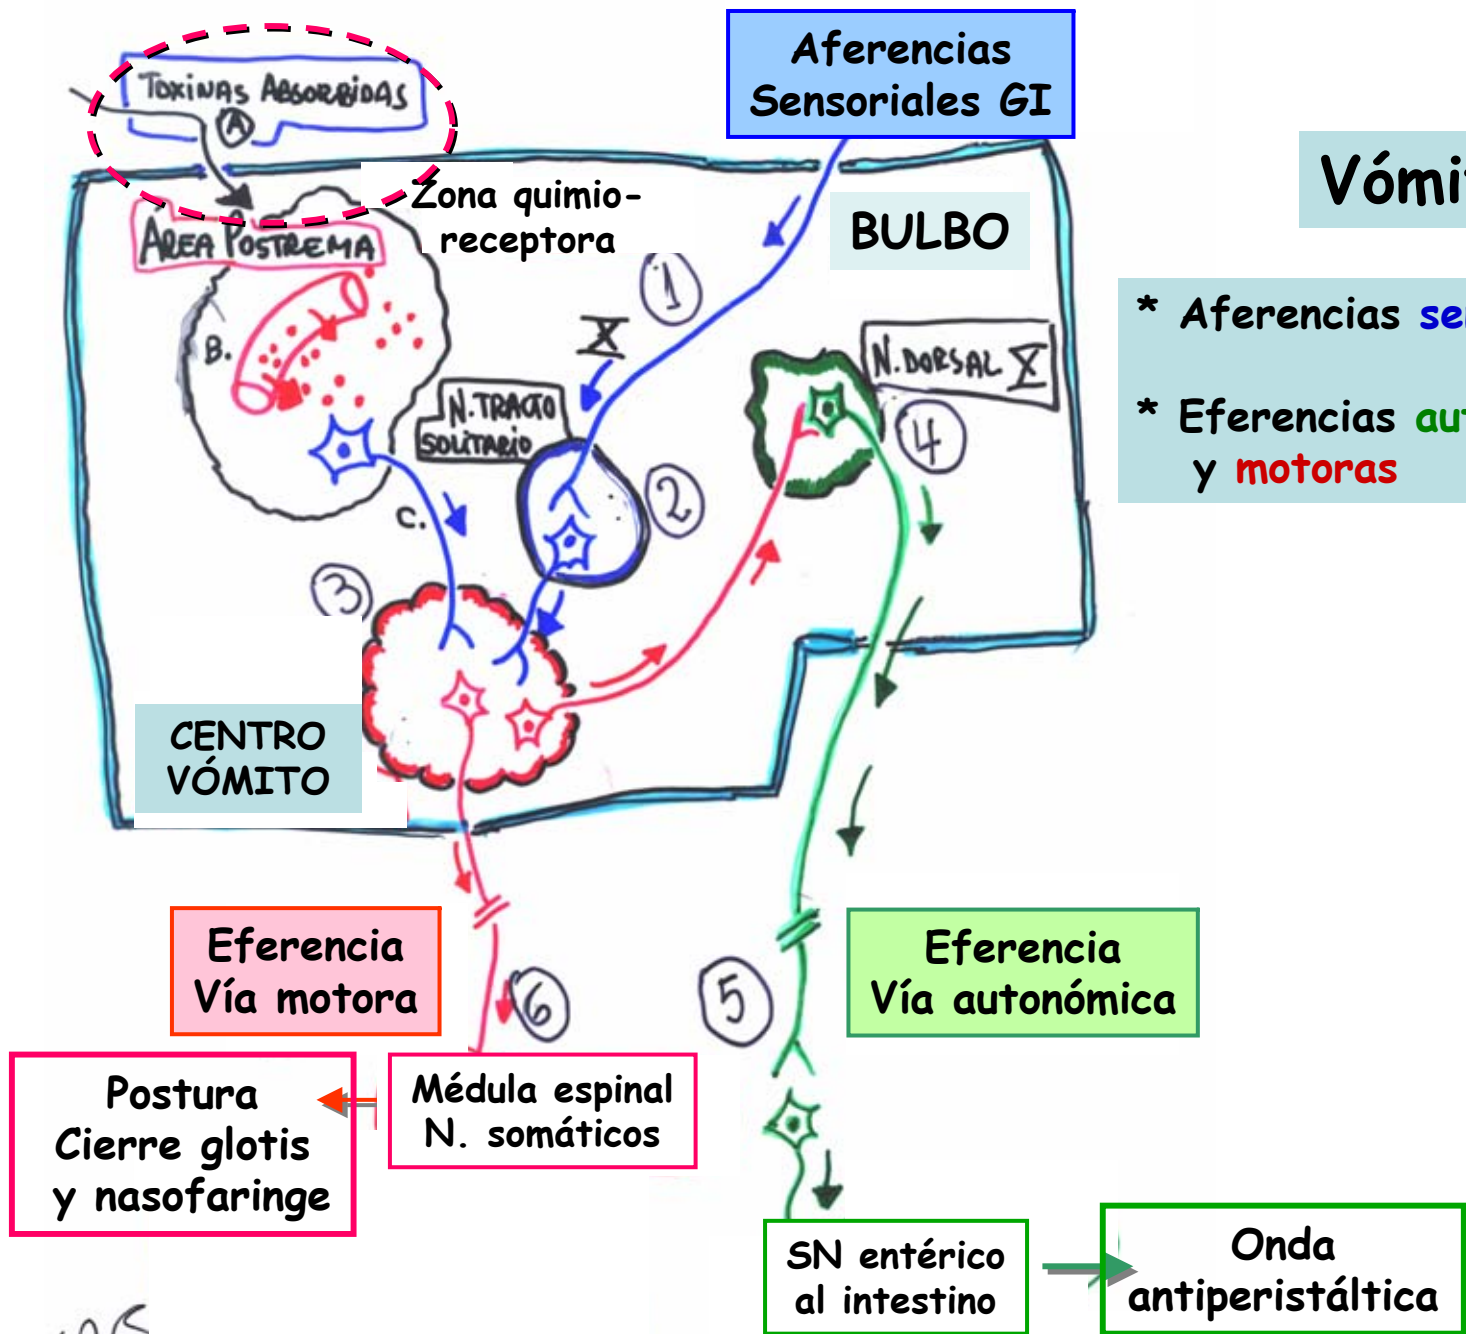 TOXINAS ABSORBIDAS
A
Aferencias
Sensoriales GI
Zona quimio-
receptora
ÁREA POSTREMA
BULBO
Vómi
* Aferencias se
* Eferencias au
y motoras
1
X
B.
N. DORSAL X
N. TRACTO
SOLITARIO
4
2
C.
3
CENTRO
VÓMITO
Eferencia
Vía motora
Eferencia
Vía autonómica
6
5
Postura
Cierre glotis
y nasofaringe
Médula espinal
N. somáticos
SN entérico
al intestino
Onda
antiperistáltica